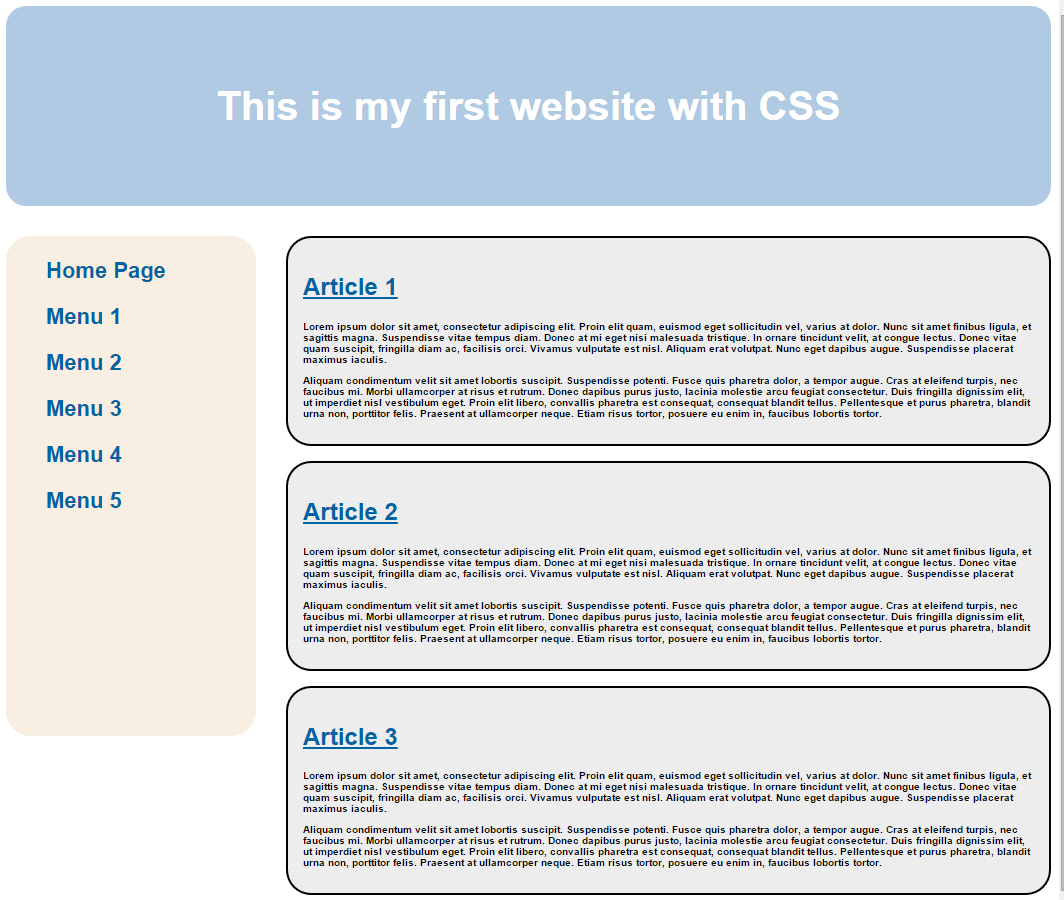 This is my first website with CSS
Home Page
Menu 1
Menu 2
Menu 3
Menu 4
Menu 5
Article 1
Lorem ipsum dolor sit amet, consectetur adipiscing elit. Proin elit quam, euismod eget sollicitudin vel, varius at dolor. Nunc sit amet finibus ligula, et
sagittis magna. Suspendisse vitae tempus diam. Donec at mi eget nisi malesuada tristique. In ornare tincidunt velit, at congue lectus. Donec vitae
quam suscipit, fringilla diam ac, facilisis orci. Vivamus vulputate est nisl. Aliquam erat volutpat. Nunc eget dapibus augue. Suspendisse placerat
maximus iaculis.
Aliquam condimentum velit sit amet lobortis suscipit. Suspendisse potenti. Fusce quis pharetra dolor, a tempor augue. Cras at eleifend turpis, nec
faucibus mi. Morbi ullamcorper at risus et rutrum. Donec dapibus purus justo, lacinia molestie arcu feugiat consectetur. Duis fringilla dignissim elit,
ut imperdiet nisl vestibulum eget. Proin elit libero, convallis pharetra est consequat, consequat blandit tellus. Pellentesque et purus pharetra, blandit
urna non, porttitor felis. Praesent at ullamcorper neque. Etiam risus tortor, posuere eu enim in, faucibus lobortis tortor.
Article 2
Lorem ipsum dolor sit amet, consectetur adipiscing elit. Proin elit quam, euismod eget sollicitudin vel, varius at dolor. Nunc sit amet finibus ligula, et
sagittis magna. Suspendisse vitae tempus diam. Donec at mi eget nisi malesuada tristique. In ornare tincidunt velit, at congue lectus. Donec vitae
quam suscipit, fringilla diam ac, facilisis orci. Vivamus vulputate est nisl. Aliquam erat volutpat. Nunc eget dapibus augue. Suspendisse placerat
maximus iaculis.
Aliquam condimentum velit sit amet lobortis suscipit. Suspendisse potenti. Fusce quis pharetra dolor, a tempor augue. Cras at eleifend turpis, nec
faucibus mi. Morbi ullamcorper at risus et rutrum. Donec dapibus purus justo, lacinia molestie arcu feugiat consectetur. Duis fringilla dignissim elit,
ut imperdiet nisl vestibulum eget. Proin elit libero, convallis pharetra est consequat, consequat blandit tellus. Pellentesque et purus pharetra, blandit
urna non, porttitor felis. Praesent at ullamcorper neque. Etiam risus tortor, posuere eu enim in, faucibus lobortis tortor.
Article 3
Lorem ipsum dolor sit amet, consectetur adipiscing elit. Proin elit quam, euismod eget sollicitudin vel, varius at dolor. Nunc sit amet finibus ligula, et
sagittis magna. Suspendisse vitae tempus diam. Donec at mi eget nisi malesuada tristique. In ornare tincidunt velit, at congue lectus. Donec vitae
quam suscipit, fringilla diam ac, facilisis orci. Vivamus vulputate est nisl. Aliquam erat volutpat. Nunc eget dapibus augue. Suspendisse placerat
maximus iaculis.
Aliquam condimentum velit sit amet lobortis suscipit. Suspendisse potenti. Fusce quis pharetra dolor, a tempor augue. Cras at eleifend turpis, nec
faucibus mi. Morbi ullamcorper at risus et rutrum. Donec dapibus purus justo, lacinia molestie arcu feugiat consectetur. Duis fringilla dignissim elit,
ut imperdiet nisl vestibulum eget. Proin elit libero, convallis pharetra est consequat, consequat blandit tellus. Pellentesque et purus pharetra, blandit
urna non, porttitor felis. Praesent at ullamcorper neque. Etiam risus tortor, posuere eu enim in, faucibus lobortis tortor.